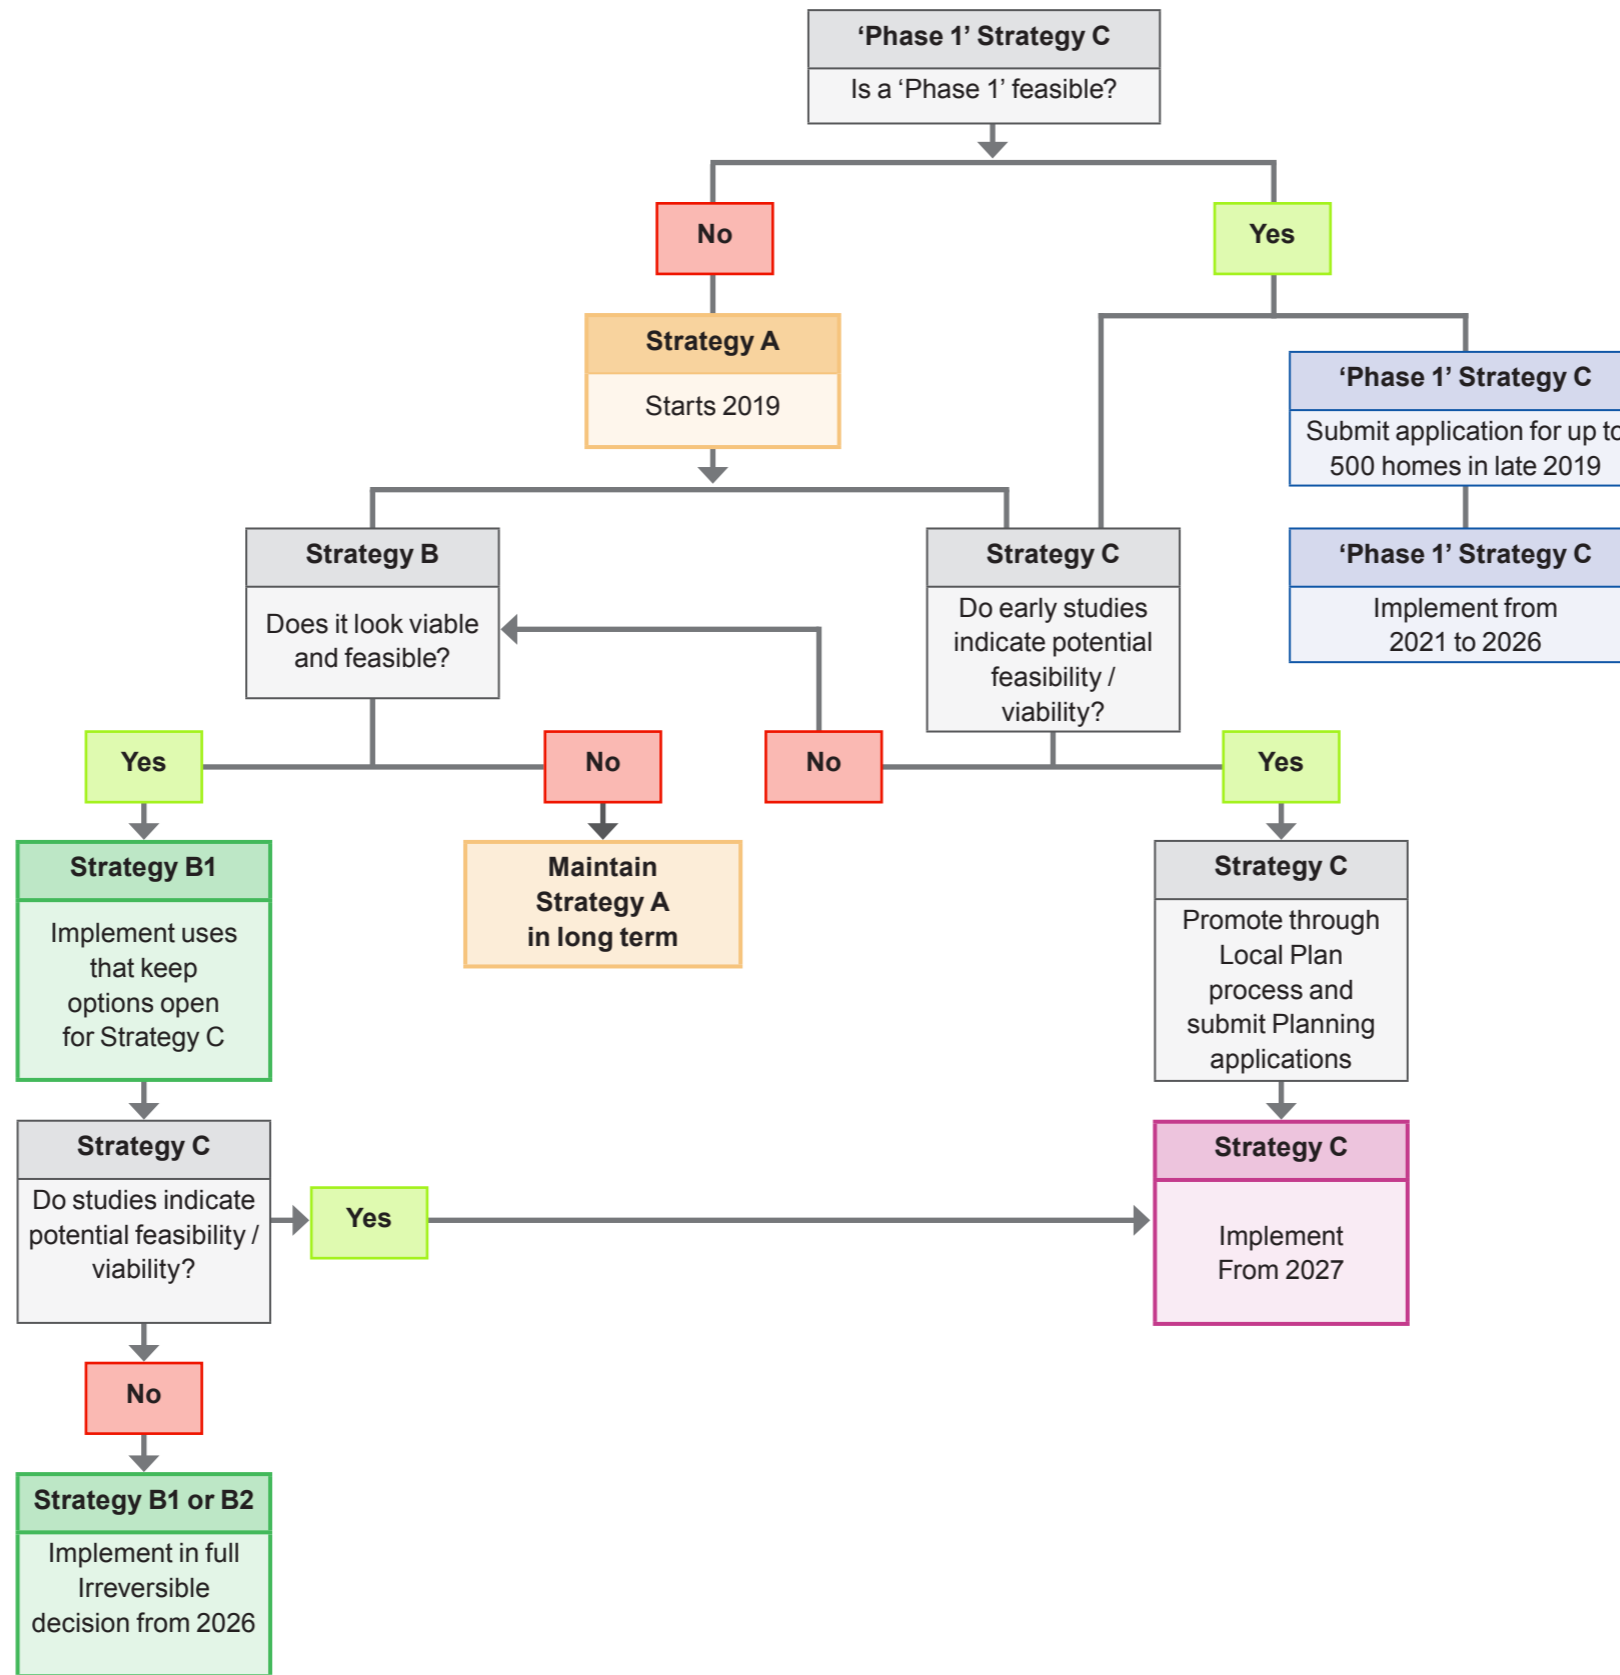 ‘Phase 1’ Strategy C
Is a ‘Phase 1’ feasible?
No
Yes
Strategy A
Starts 2019
‘Phase 1’ Strategy C
Submit application for up to
500 homes in late 2019
‘Phase 1’ Strategy C
Implement from
2021 to 2026
Strategy B
Does it look viable
and feasible?
Strategy C
Do early studies
indicate potential
feasibility /
viability?
Yes
No
No
Yes
Strategy B1
Implement uses
that keep
options open
for Strategy C
Maintain
Strategy A
in long term
Strategy C
Promote through
Local Plan
process and
submit Planning
applications
Strategy C
Do studies indicate
potential feasibility /
viability?
Yes
Strategy C
Implement
From 2027
No
Strategy B1 or B2
Implement in full
Irreversible
decision from 2026